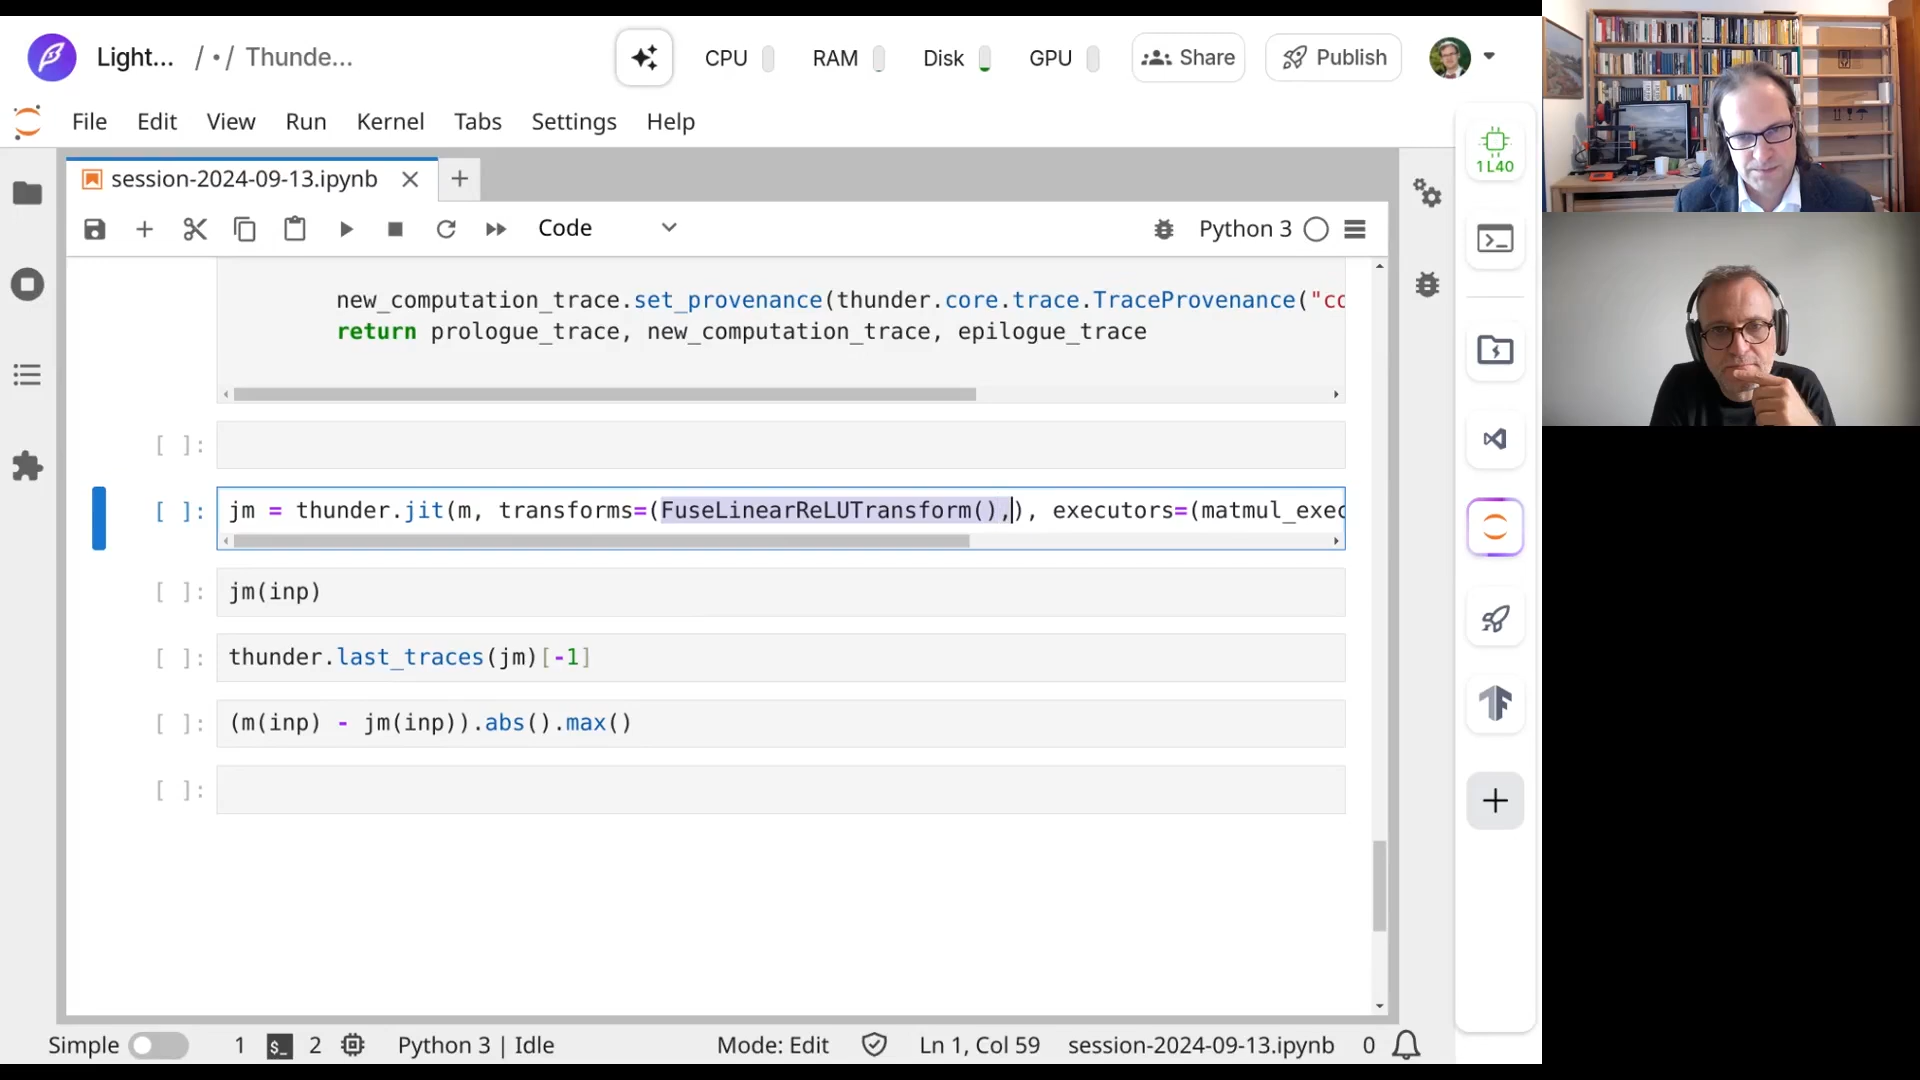 Light... / • / Thunde...
CPU RAM Disk GPU Share Publish
File Edit View Run Kernel Tabs Settings Help
1 L40
session-2024-09-13.ipynb
Code Python 3
new_computation_trace.set_provenance(thunder.core.trace.TraceProvenance("co
return prologue_trace, new_computation_trace, epilogue_trace
[ ]:
[ ]: jm = thunder.jit(m, transforms=(FuseLinearReLUTransform(),), executors=(matmul_exec
[ ]: jm(inp)
[ ]: thunder.last_traces(jm)[-1]
[ ]: (m(inp) - jm(inp)).abs().max()
[ ]:
Simple 1 $_ 2 Python 3 | Idle Mode: Edit Ln 1, Col 59 session-2024-09-13.ipynb 0